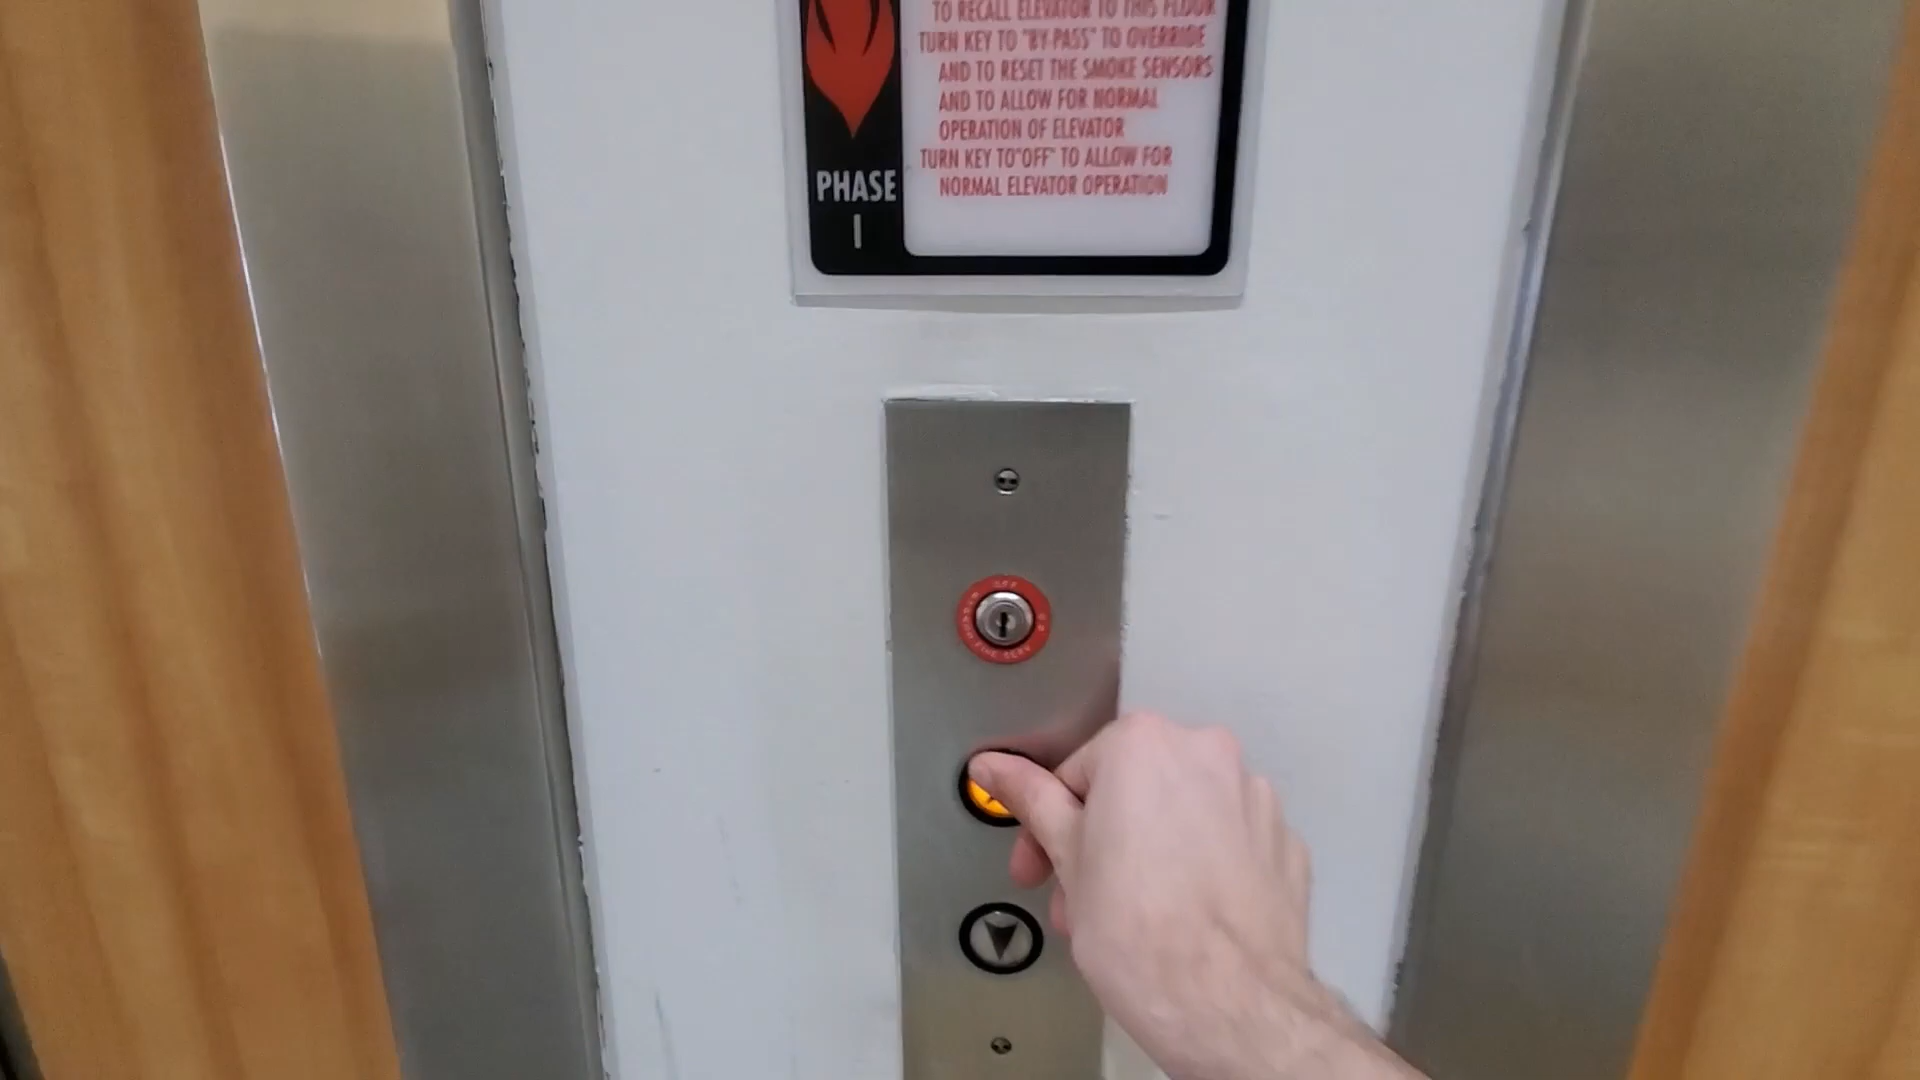 TO RECALL ELEVATOR TO THIS FLOOR
TURN KEY TO "BY-PASS" TO OVERRIDE
AND TO RESET THE SMOKE SENSORS
AND TO ALLOW FOR NORMAL
OPERATION OF ELEVATOR
TURN KEY TO"OFF" TO ALLOW FOR
NORMAL ELEVATOR OPERATION
PHASE
I
OFF